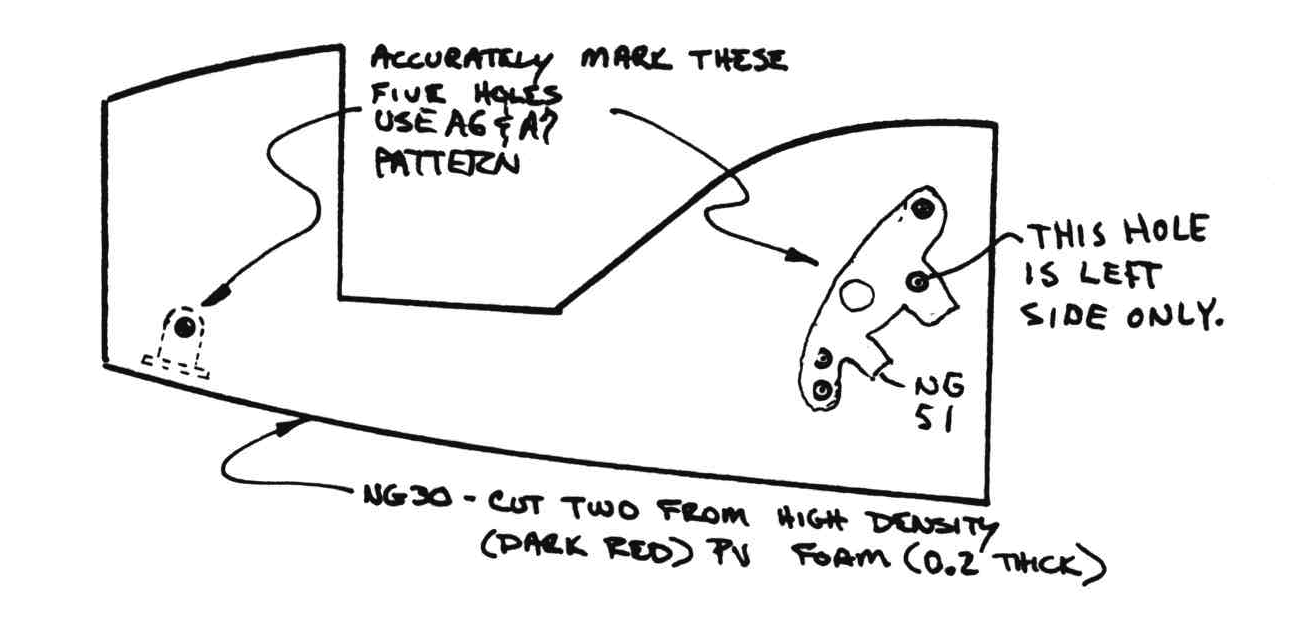 ACCURATELY MARK THESE
FIVE HOLES
USE A6 & A7
PATTERN
THIS HOLE
IS LEFT
SIDE ONLY.
NG
51
NG30 - CUT TWO FROM HIGH DENSITY
(DARK RED) PV FOAM (0.2 THICK)